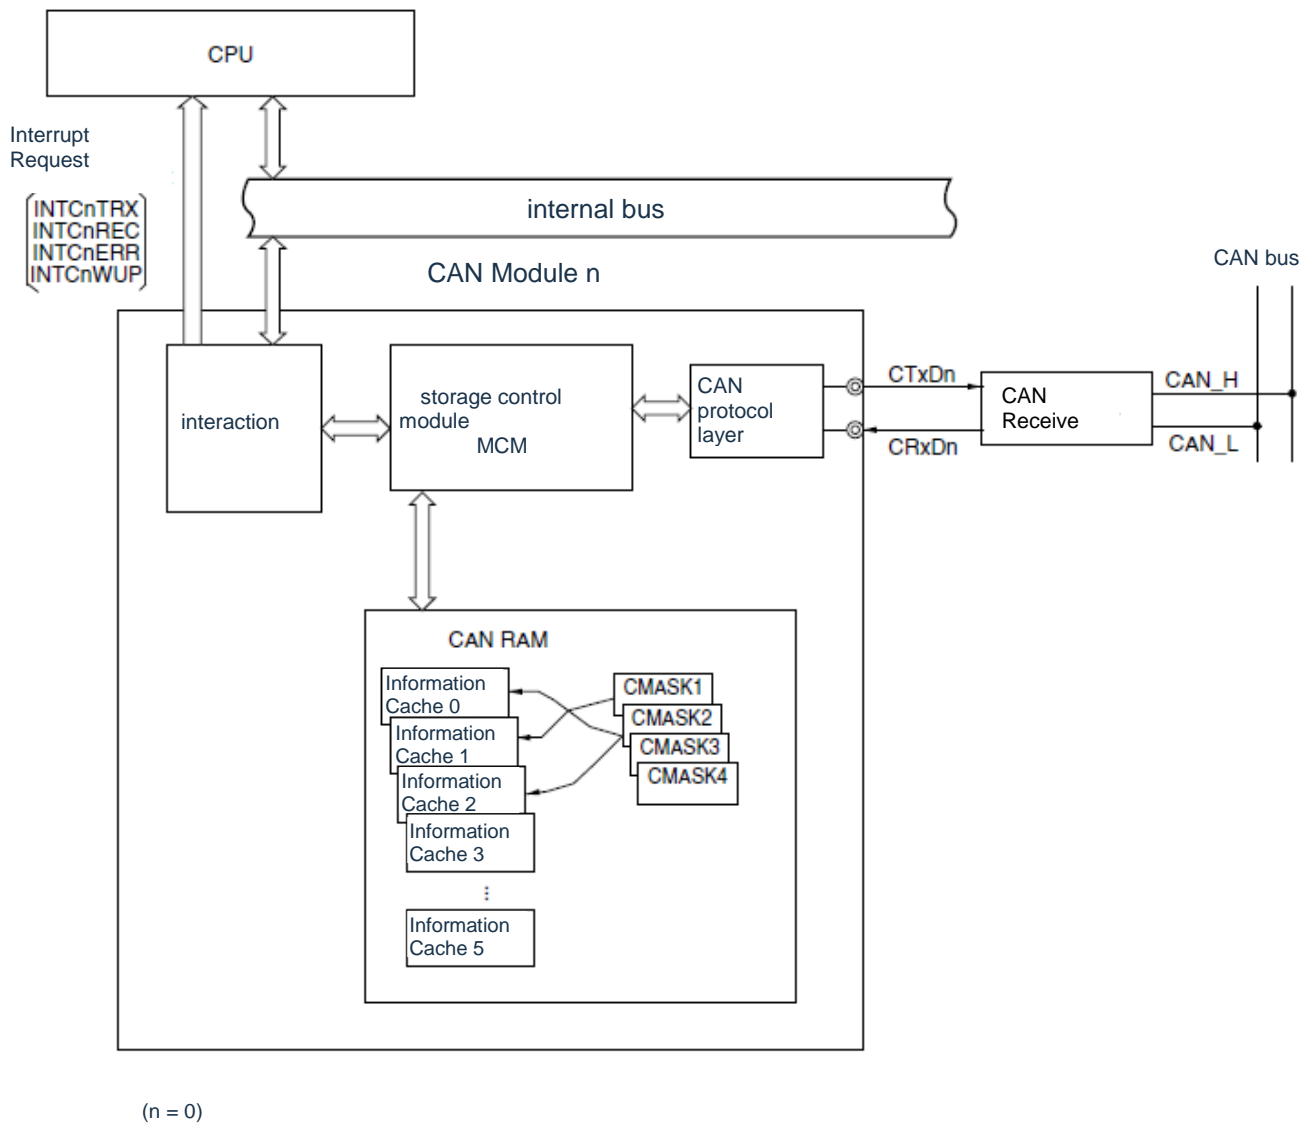 CPU
Interrupt
Request
INTCnTRX
INTCnREC
INTCnERR
INTCnWUP
internal bus
CAN Module n
CAN bus
interaction
storage control
module
MCM
CAN
protocol
layer
CTxDn
CRxDn
CAN
Receive
CAN_H
CAN_L
CAN RAM
Information
Cache 0
Information
Cache 1
Information
Cache 2
Information
Cache 3
⋮
Information
Cache 5
CMASK1
CMASK2
CMASK3
CMASK4
(n = 0)